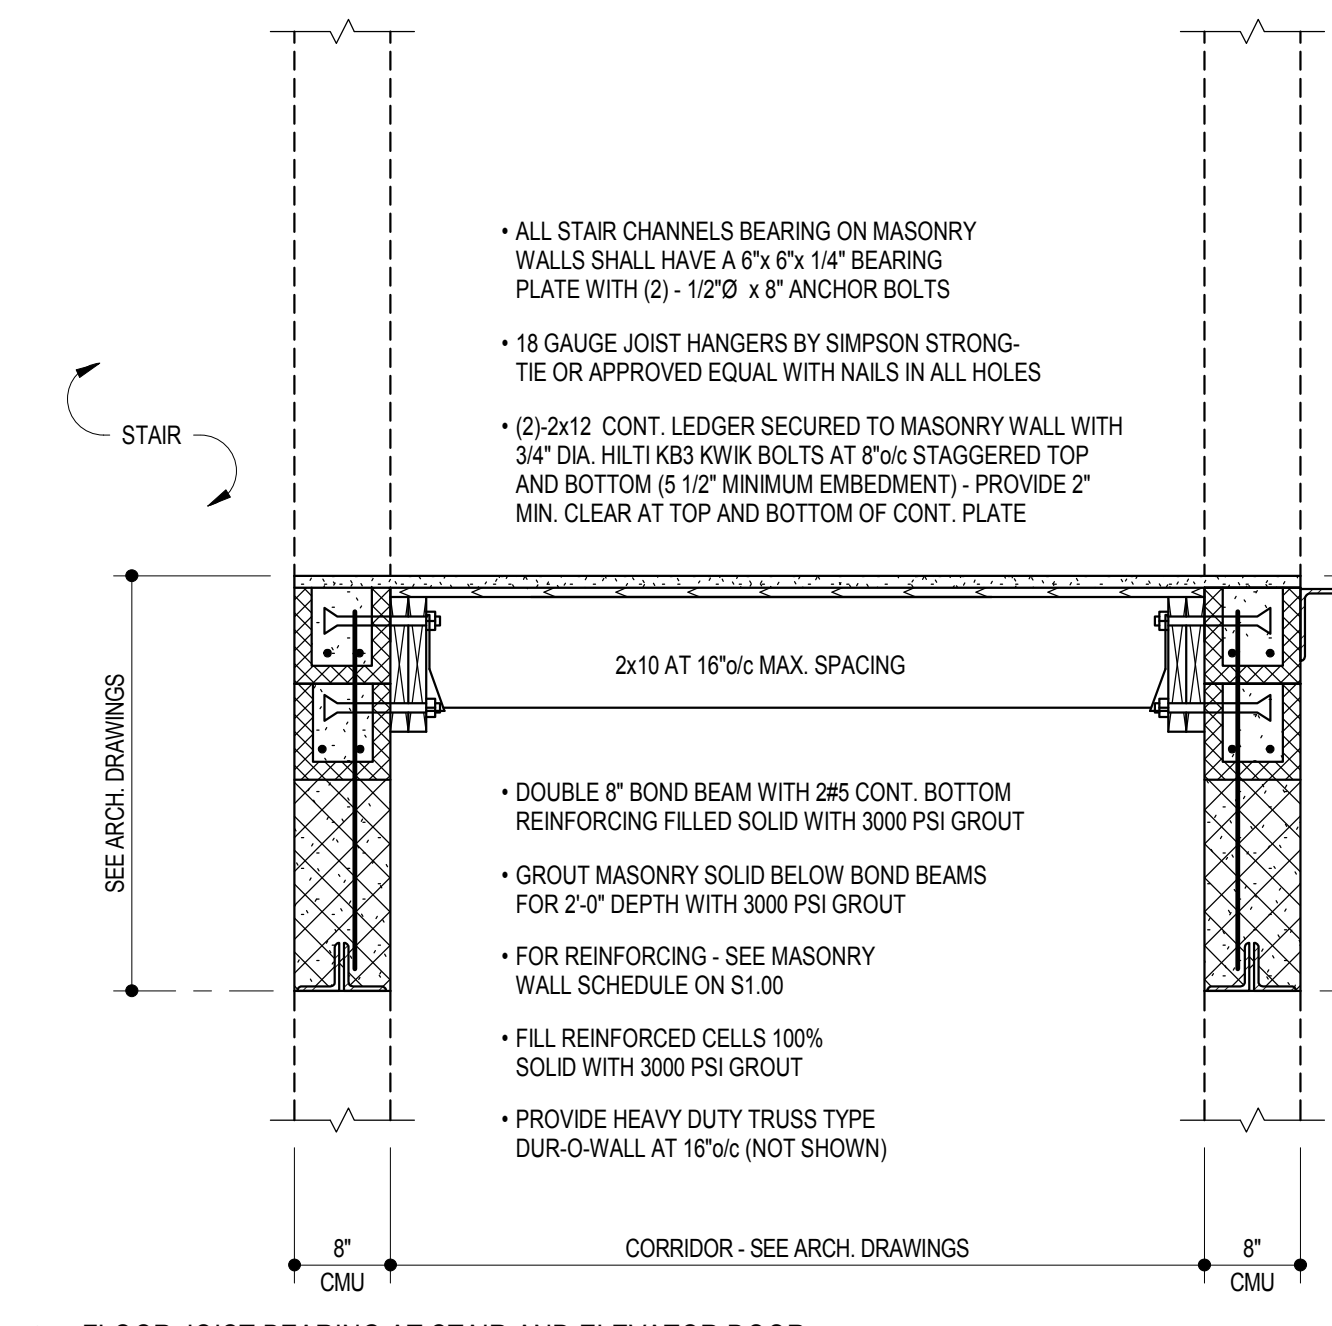 • ALL STAIR CHANNELS BEARING ON MASONRY
WALLS SHALL HAVE A 6"x 6"x 1/4" BEARING
PLATE WITH (2) - 1/2"Ø x 8" ANCHOR BOLTS
• 18 GAUGE JOIST HANGERS BY SIMPSON STRONG-
TIE OR APPROVED EQUAL WITH NAILS IN ALL HOLES
• (2)-2x12 CONT. LEDGER SECURED TO MASONRY WALL WITH
3/4" DIA. HILTI KB3 KWIK BOLTS AT 8"o/c STAGGERED TOP
AND BOTTOM (5 1/2" MINIMUM EMBEDMENT) - PROVIDE 2"
MIN. CLEAR AT TOP AND BOTTOM OF CONT. PLATE
STAIR
SEE ARCH. DRAWINGS
2x10 AT 16"o/c MAX. SPACING
• DOUBLE 8" BOND BEAM WITH 2#5 CONT. BOTTOM
REINFORCING FILLED SOLID WITH 3000 PSI GROUT
• GROUT MASONRY SOLID BELOW BOND BEAMS
FOR 2'-0" DEPTH WITH 3000 PSI GROUT
• FOR REINFORCING - SEE MASONRY
WALL SCHEDULE ON S1.00
• FILL REINFORCED CELLS 100%
SOLID WITH 3000 PSI GROUT
• PROVIDE HEAVY DUTY TRUSS TYPE
DUR-O-WALL AT 16"o/c (NOT SHOWN)
8"
CMU
CORRIDOR - SEE ARCH. DRAWINGS
8"
CMU
FLOOR JOIST BEARING AT STAIR AND ELEVATOR DOOR